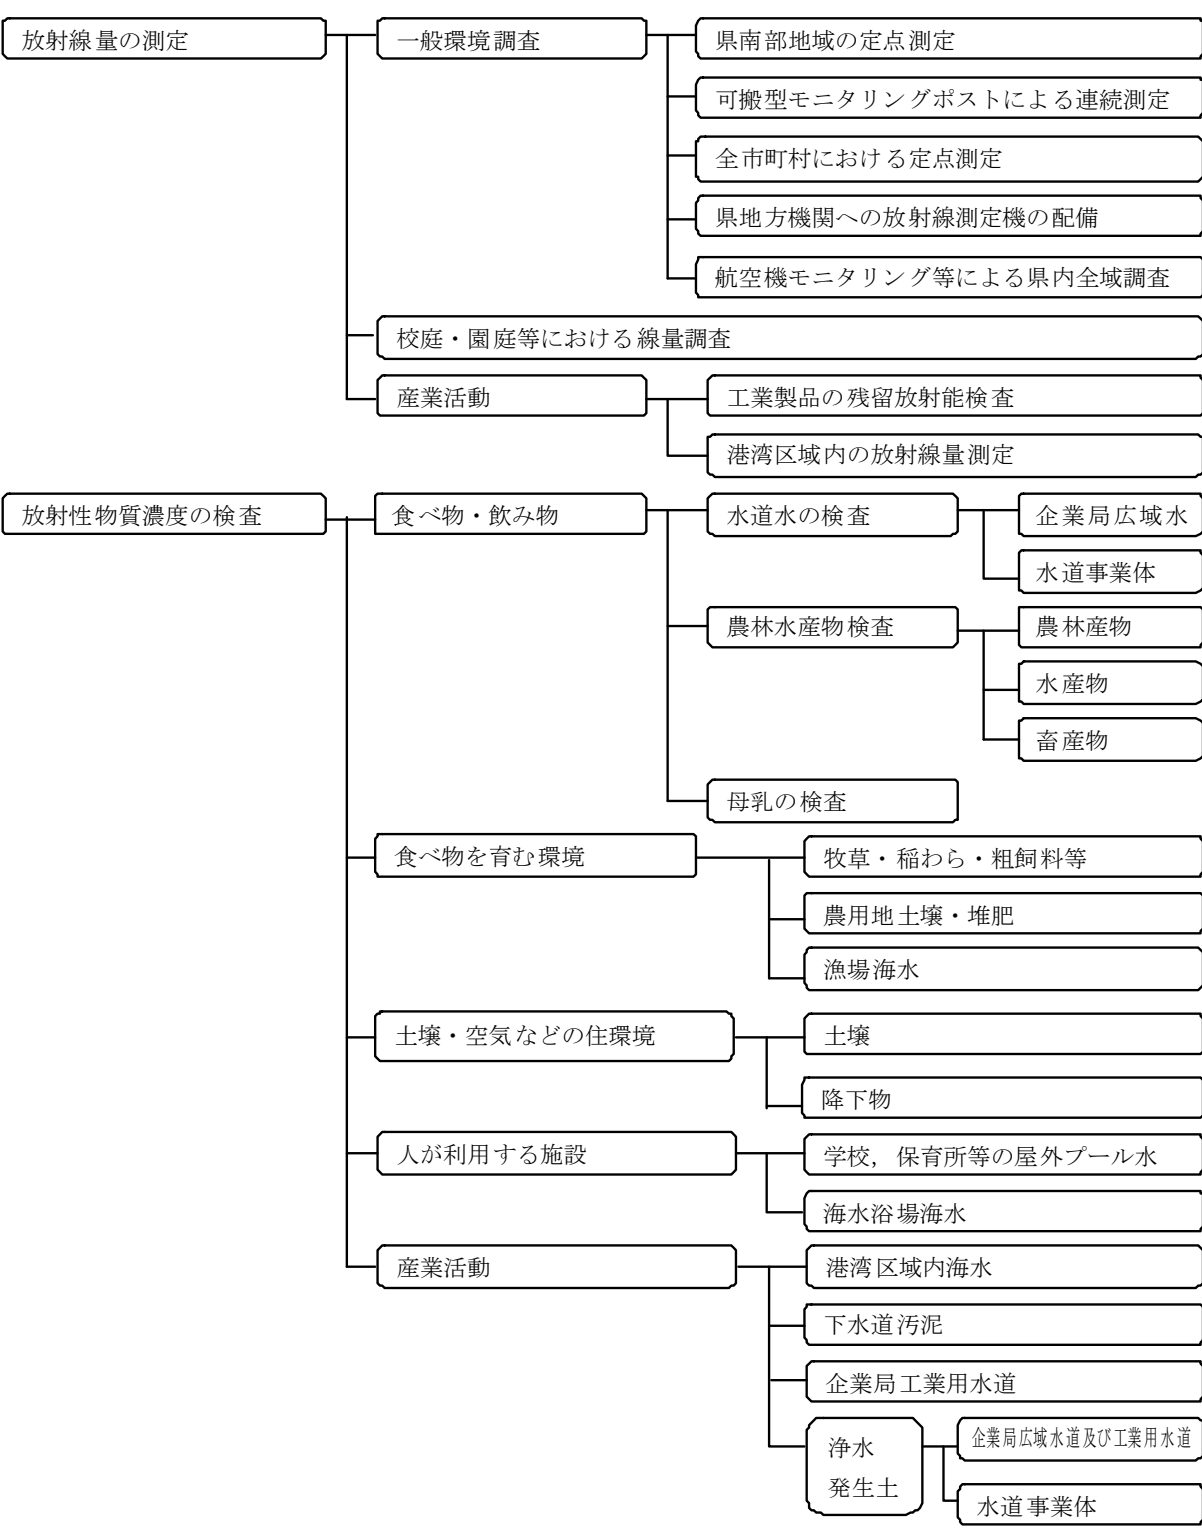 放射線量の測定
一般環境調査
県南部地域の定点測定
可搬型モニタリングポストによる連続測定
全市町村における定点測定
県地方機関への放射線測定機の配備
航空機モニタリング等による県内全域調査
校庭・園庭等における線量調査
産業活動
工業製品の残留放射能検査
港湾区域内の放射線量測定
放射性物質濃度の検査
食べ物・飲み物
水道水の検査
企業局広域水
水道事業体
農林水産物検査
農林産物
水産物
畜産物
母乳の検査
食べ物を育む環境
牧草・稲わら・粗飼料等
農用地土壌・堆肥
漁場海水
土壌・空気などの住環境
土壌
降下物
人が利用する施設
学校，保育所等の屋外プール水
海水浴場海水
産業活動
港湾区域内海水
下水道汚泥
企業局工業用水道
浄水
発生土
企業局広域水道及び工業用水道
水道事業体